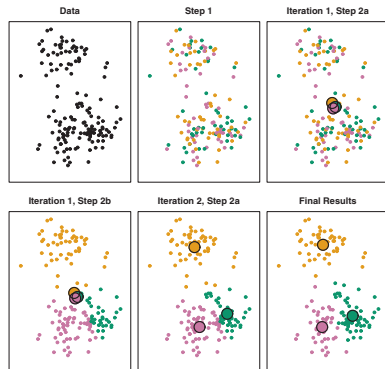 Data
Step 1
Iteration 1, Step 2a
Iteration 1, Step 2b
Iteration 2, Step 2a
Final Results